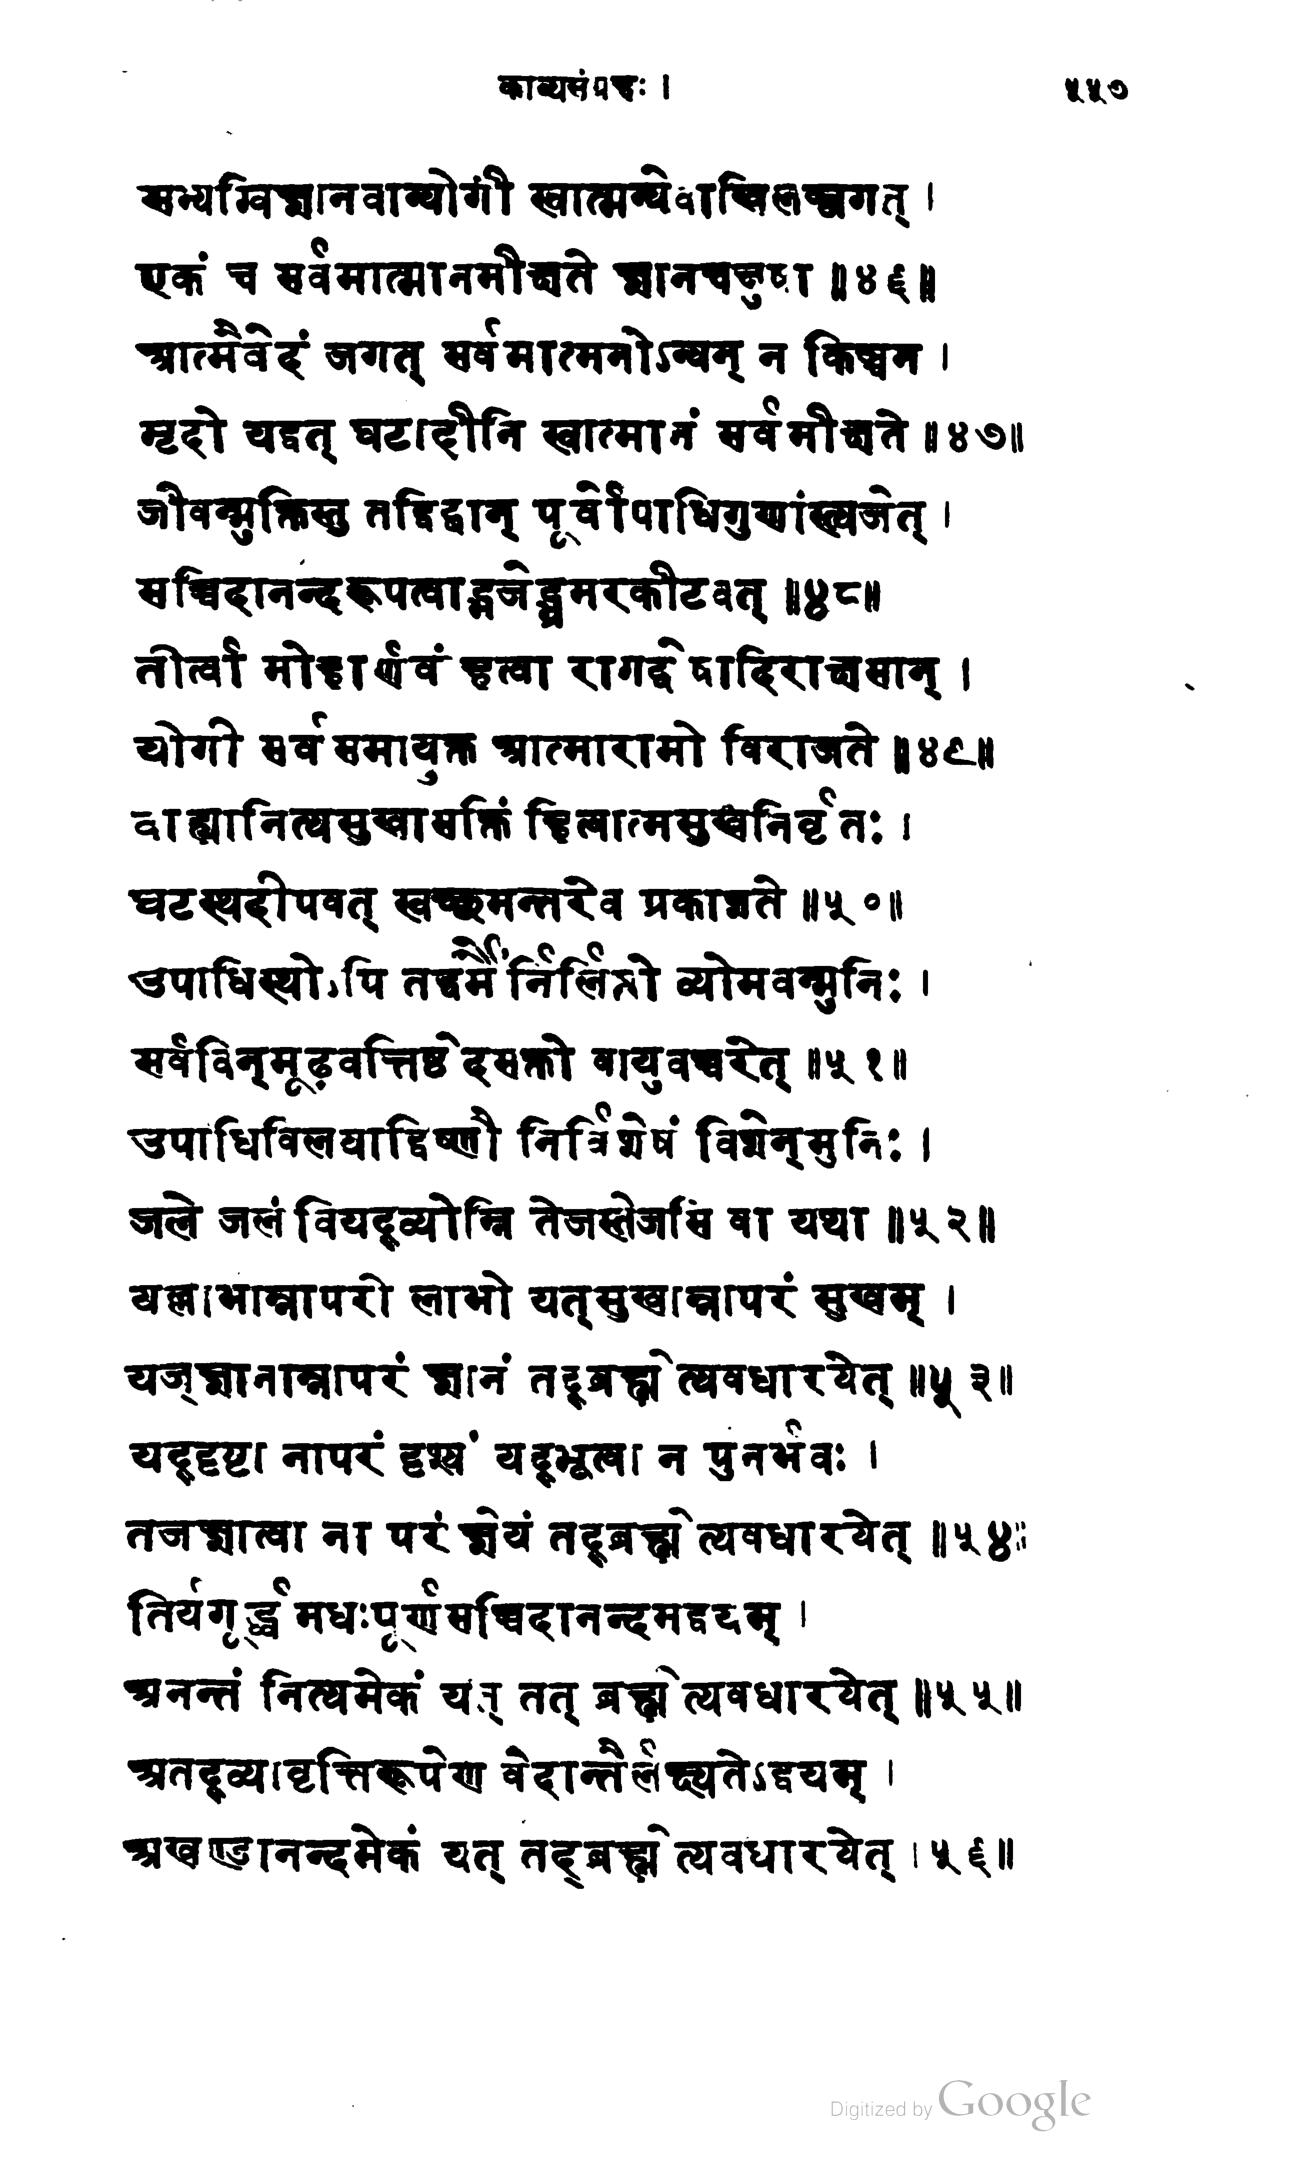 काव्यसंग्रहः । ५५७
सम्यग्विज्ञानवान्योगी स्वात्मन्येवाखिलञ्जगत् ।
एकं च सर्वमात्मानमीक्षते ज्ञानचक्षुषा ॥४६॥
आत्मैवेदं जगत् सर्वमात्मनोऽन्यन् न किञ्चन ।
मृदो यद्वत् घटादीनि स्वात्मानं सर्वमीक्षते ॥४७॥
जीवन्मुक्तिस्तु तद्विद्वान् पूर्वोपाधिगुणांस्त्यजेत् ।
सच्चिदानन्दरूपत्वाद्भजेद्भ्रमरकीटवत् ॥४८॥
तीर्त्वा मोहार्णवं हत्वा रागद्वेषादिराक्षसान् ।
योगी सर्वसमायुक्त आत्मारामो विराजते ॥४९॥
वाह्यानित्यसुखासक्तिं हित्वात्मसुखनिर्वृतः ।
घटस्थदीपवत् स्वच्छमन्तरेव प्रकाशते ॥५०॥
उपाधिस्थोऽपि तद्धर्मैर्निर्लिप्तो व्योमवन्मुनिः ।
सर्वविन्मूढवत्तिष्ठेदसक्तो वायुवच्चरेत् ॥५१॥
उपाधिविलयाद्विष्णौ निर्व्विशेषं विशेन्मुनिः ।
जले जलं वियद्व्योम्नि तेजस्तेजसि वा यथा ॥५२॥
यल्लाभान्नापरो लाभो यत्सुखान्नापरं सुखम् ।
यज्ज्ञानान्नापरं ज्ञानं तद्ब्रह्मेत्यवधारयेत् ॥५३॥
यद्दृष्टा नापरं दृश्यं यद्भूत्वा न पुनर्भवः ।
तजज्ञात्वा ना परं ज्ञेयं तद्ब्रह्मेत्यवधारयेत् ॥५४॥
तिर्यगूर्द्ध्वमधःपूर्णसच्चिदानन्दमद्वयम् ।
अनन्तं नित्यमेकं यत् तत् ब्रह्मेत्यवधारयेत् ॥५५॥
अतद्व्यावृत्तिरूपेण वेदान्तैर्लक्ष्यतेऽद्वयम् ।
अखण्डानन्दमेकं यत् तद्ब्रह्मेत्यवधारयेत् ।५६॥
Digitized by Google